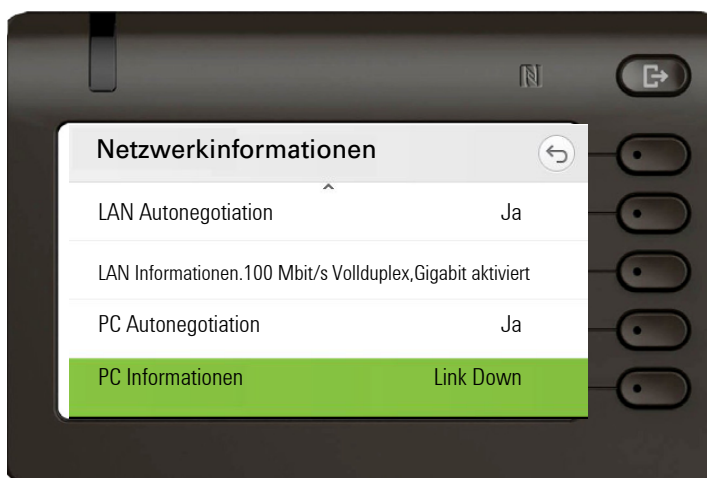 Netzwerkinformationen
LAN Autonegotiation Ja
LAN Informationen.100 Mbit/s Vollduplex,Gigabit aktiviert
PC Autonegotiation Ja
PC Informationen Link Down